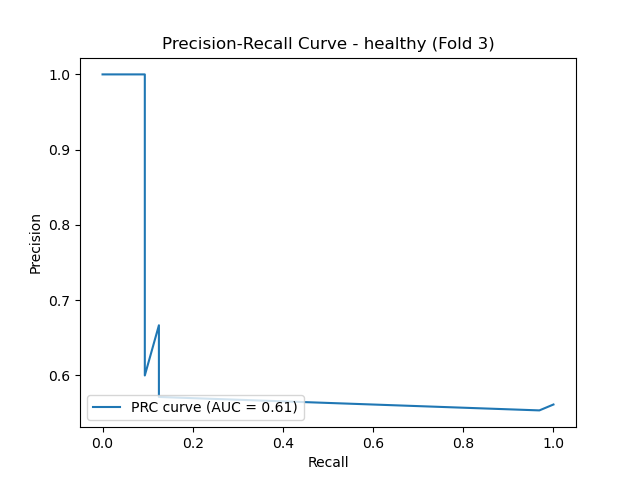 Precision-Recall Curve - healthy (Fold 3)
1.0
0.9
0.8
0.7
0.6
Precision
PRC curve (AUC = 0.61)
0.0 0.2 0.4 0.6 0.8 1.0
Recall